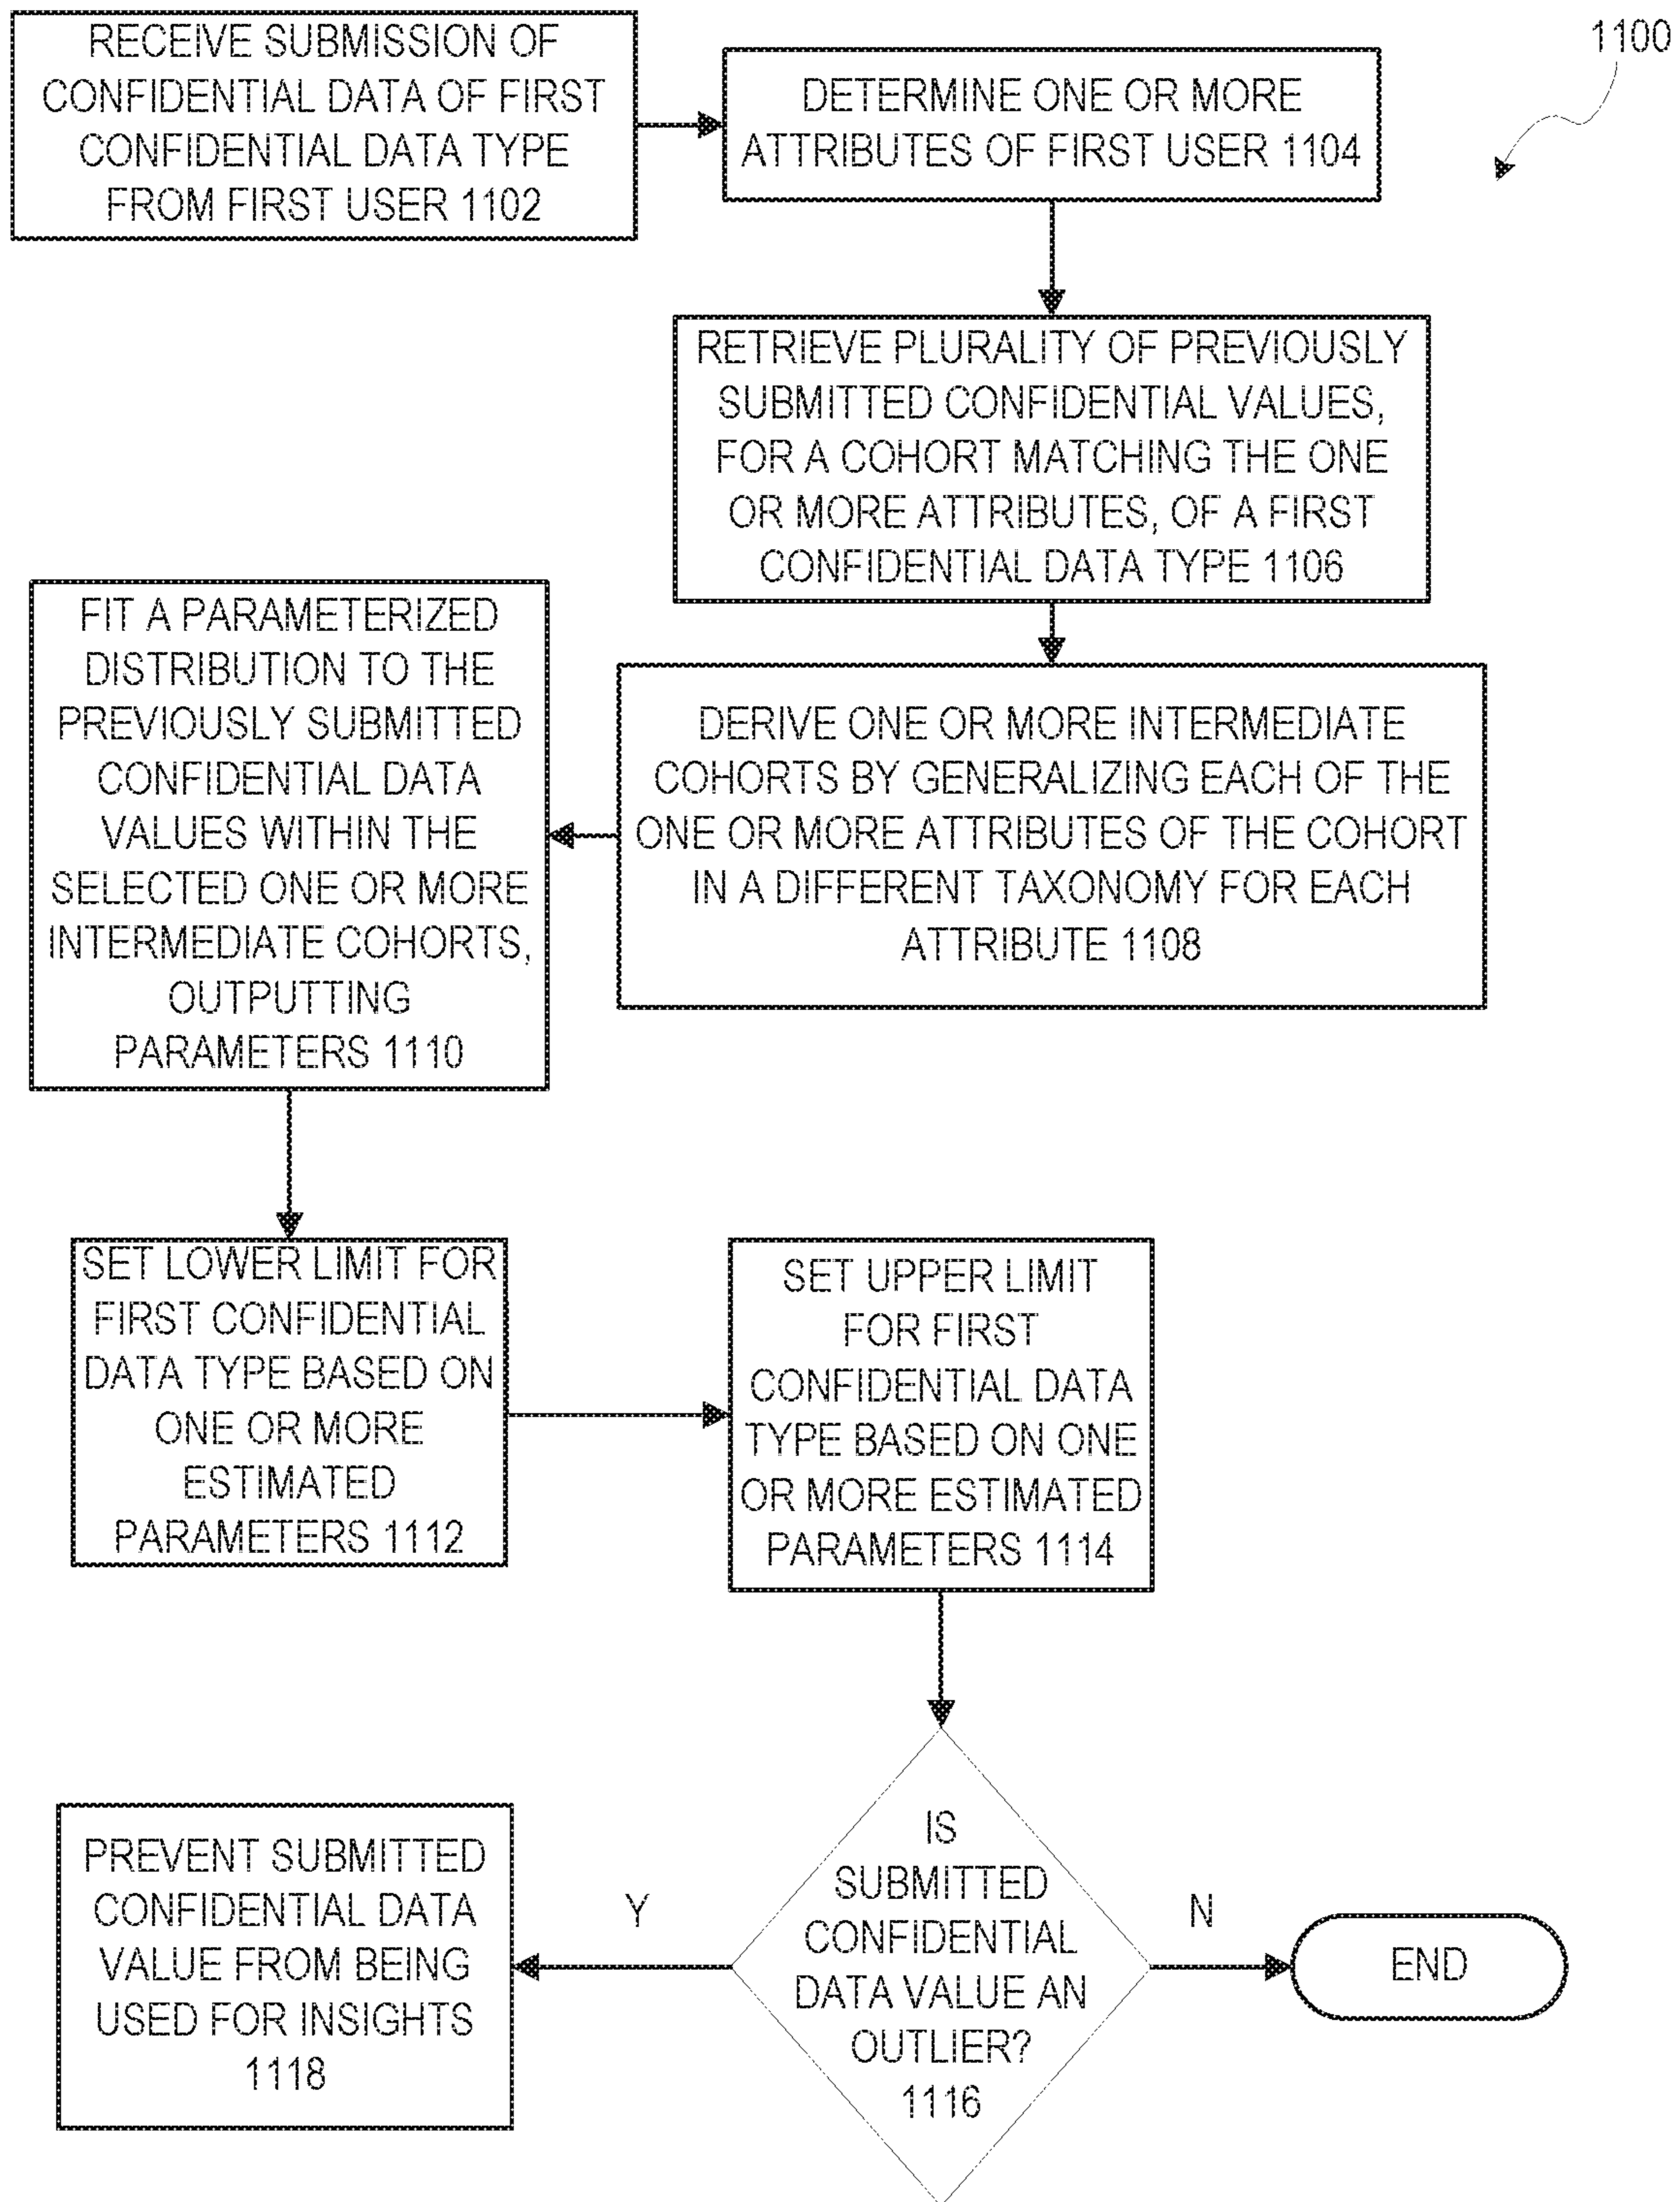 1100
RECEIVE SUBMISSION OF
CONFIDENTIAL DATA OF FIRST
CONFIDENTIAL DATA TYPE
FROM FIRST USER 1102
DETERMINE ONE OR MORE
ATTRIBUTES OF FIRST USER 1104
RETRIEVE PLURALITY OF PREVIOUSLY
SUBMITTED CONFIDENTIAL VALUES,
FOR A COHORT MATCHING THE ONE
OR MORE ATTRIBUTES, OF A FIRST
CONFIDENTIAL DATA TYPE 1106
DERIVE ONE OR MORE INTERMEDIATE
COHORTS BY GENERALIZING EACH OF THE
ONE OR MORE ATTRIBUTES OF THE COHORT
IN A DIFFERENT TAXONOMY FOR EACH
ATTRIBUTE 1108
FIT A PARAMETERIZED
DISTRIBUTION TO THE
PREVIOUSLY SUBMITTED
CONFIDENTIAL DATA
VALUES WITHIN THE
SELECTED ONE OR MORE
INTERMEDIATE COHORTS,
OUTPUTTING
PARAMETERS 1110
SET LOWER LIMIT FOR
FIRST CONFIDENTIAL
DATA TYPE BASED ON
ONE OR MORE
ESTIMATED
PARAMETERS 1112
SET UPPER LIMIT
FOR FIRST
CONFIDENTIAL DATA
TYPE BASED ON ONE
OR MORE ESTIMATED
PARAMETERS 1114
IS
SUBMITTED
CONFIDENTIAL
DATA VALUE AN
OUTLIER?
1116
Y
PREVENT SUBMITTED
CONFIDENTIAL DATA
VALUE FROM BEING
USED FOR INSIGHTS
1118
N
END